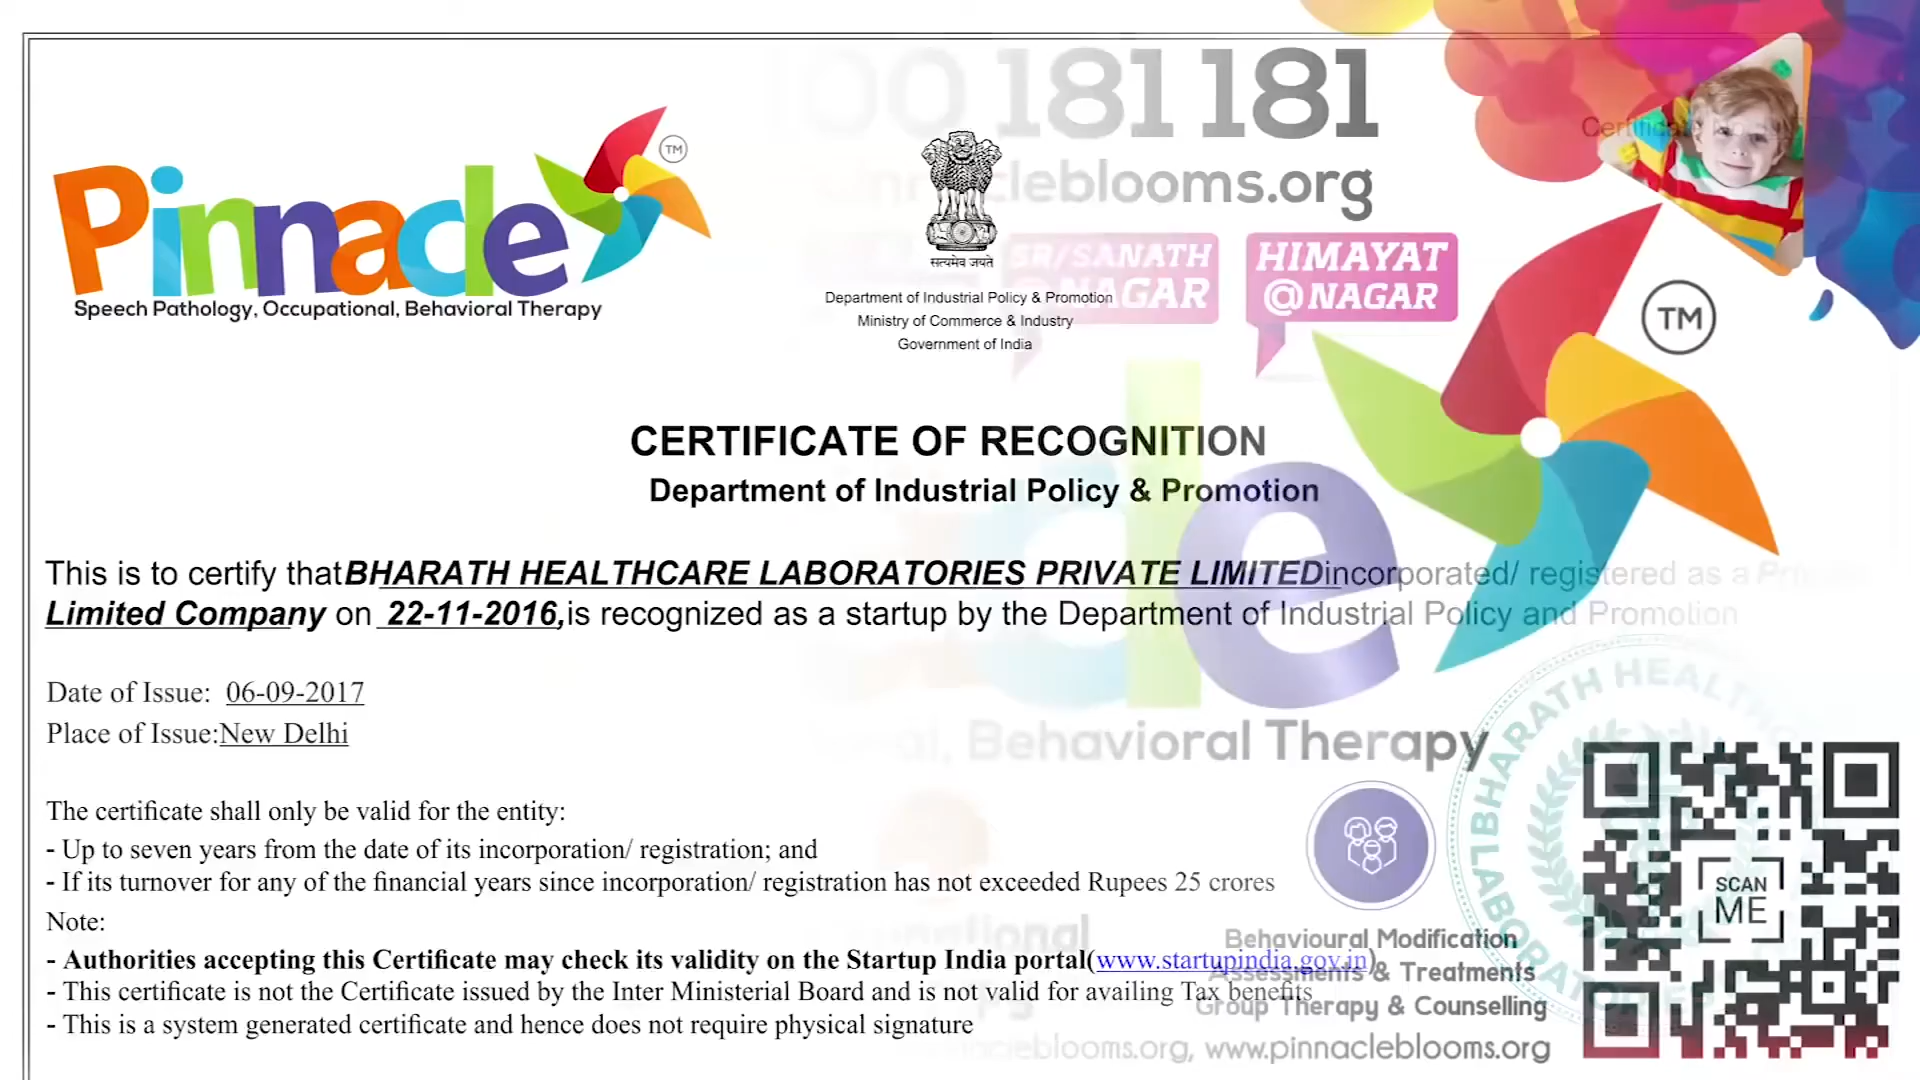 100 181 181
Certificate
Pinnacle
TM
Speech Pathology, Occupational, Behavioral Therapy
सत्यमेव जयते
pinnacleblooms.org
SR/SANATH
@NAGAR
HIMAYAT
@NAGAR
TM
Department of Industrial Policy & Promotion
Ministry of Commerce & Industry
Government of India
CERTIFICATE OF RECOGNITION
Department of Industrial Policy & Promotion
de
This is to certify that BHARATH HEALTHCARE LABORATORIES PRIVATE LIMITED incorporated/ registered as a Private
Limited Company on 22-11-2016, is recognized as a startup by the Department of Industrial Policy and Promotion
Date of Issue: 06-09-2017
Place of Issue:New Delhi
, Behavioral Therapy
BHARATH HEALTHCARE LABORATORIES
The certificate shall only be valid for the entity:
- Up to seven years from the date of its incorporation/ registration; and
- If its turnover for any of the financial years since incorporation/ registration has not exceeded Rupees 25 crores
Note:
- Authorities accepting this Certificate may check its validity on the Startup India portal(www.startupindia.gov.in)
- This certificate is not the Certificate issued by the Inter Ministerial Board and is not valid for availing Tax benefits
- This is a system generated certificate and hence does not require physical signature
Behavioural Modification
Assessments & Treatments
Group Therapy & Counselling
www.pinnacleblooms.org
SCAN
ME